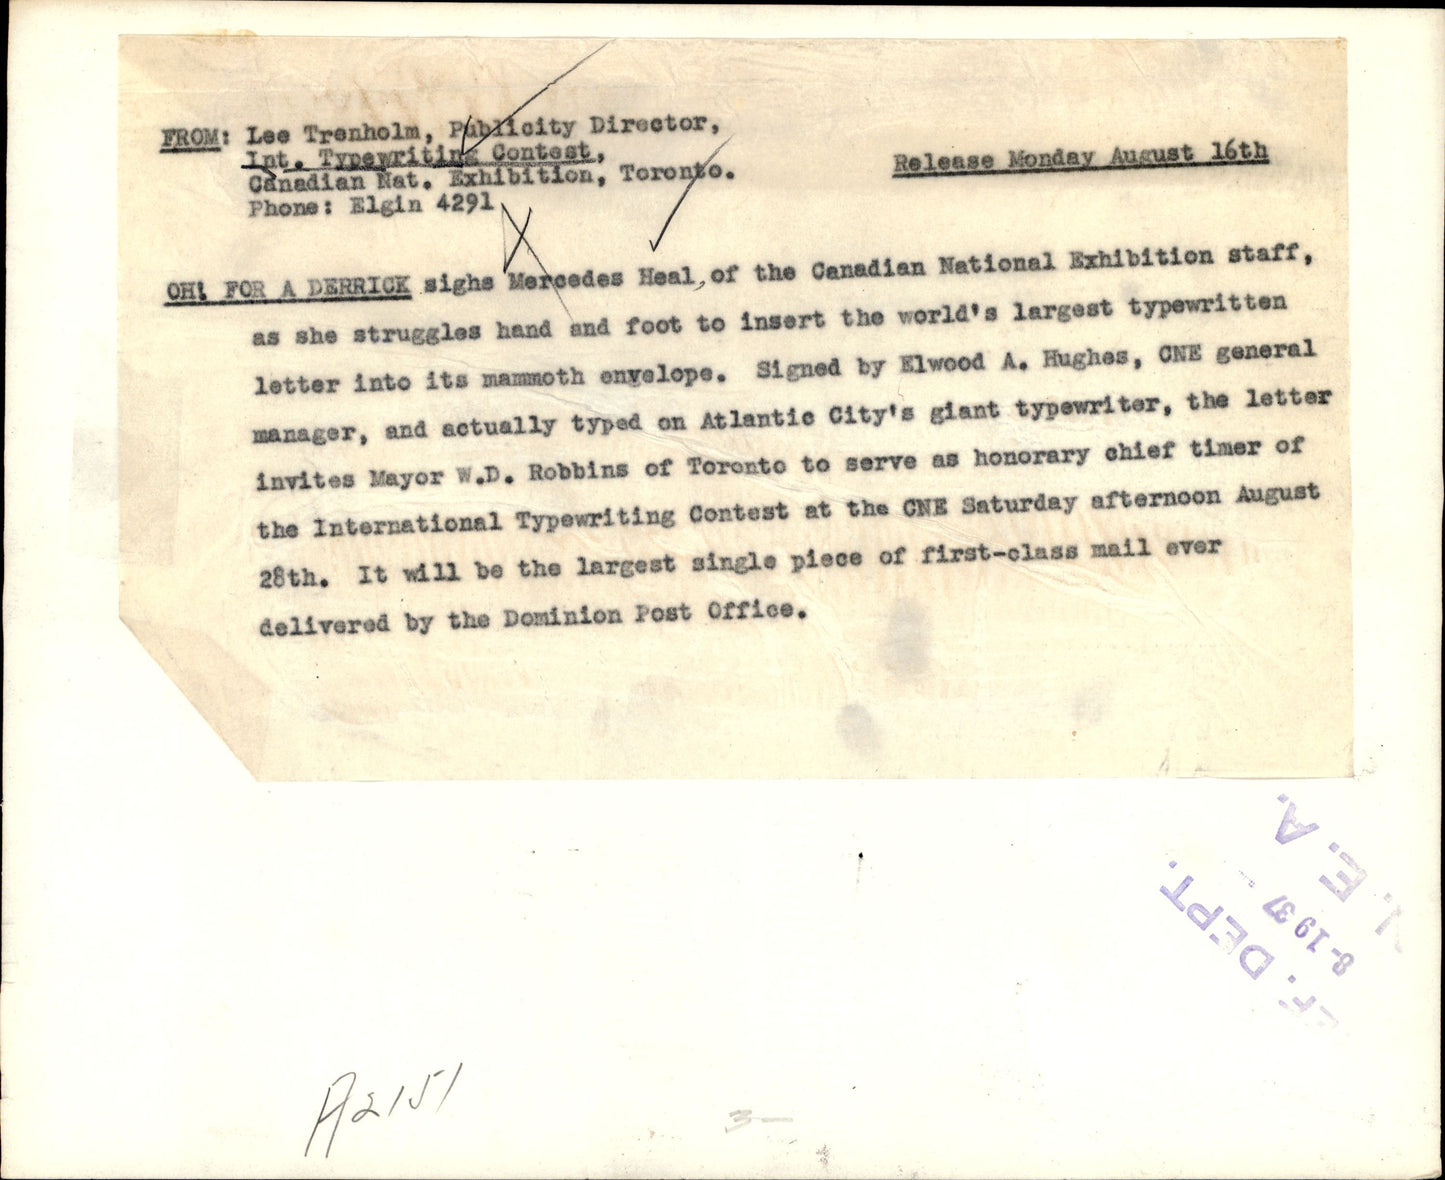 FROM: Lee Trenholm, Publicity Director,
Int. Typewriting Contest,
Canadian Nat. Exhibition, Toronto.
Phone: Elgin 4291
Release Monday August 16th
OH! FOR A DERRICK sighs Mercedes Heal, of the Canadian National Exhibition staff,
as she struggles hand and foot to insert the world's largest typewritten
letter into its mammoth envelope. Signed by Elwood A. Hughes, CNE general
manager, and actually typed on Atlantic City's giant typewriter, the letter
invites Mayor W.D. Robbins of Toronto to serve as honorary chief timer of
the International Typewriting Contest at the CNE Saturday afternoon August
28th. It will be the largest single piece of first-class mail ever
delivered by the Dominion Post Office.
E. A.
8-1937
DEPT.
A2151
3-